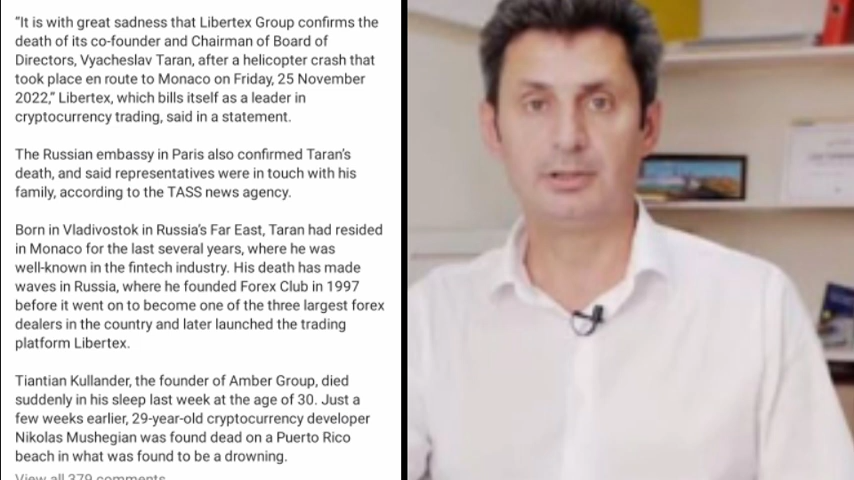 “It is with great sadness that Libertex Group confirms the
death of its co-founder and Chairman of Board of
Directors, Vyacheslav Taran, after a helicopter crash that
took place en route to Monaco on Friday, 25 November
2022,” Libertex, which bills itself as a leader in
cryptocurrency trading, said in a statement.
The Russian embassy in Paris also confirmed Taran’s
death, and said representatives were in touch with his
family, according to the TASS news agency.
Born in Vladivostok in Russia’s Far East, Taran had resided
in Monaco for the last several years, where he was
well-known in the fintech industry. His death has made
waves in Russia, where he founded Forex Club in 1997
before it went on to become one of the three largest forex
dealers in the country and later launched the trading
platform Libertex.
Tiantian Kullander, the founder of Amber Group, died
suddenly in his sleep last week at the age of 30. Just a
few weeks earlier, 29-year-old cryptocurrency developer
Nikolas Mushegian was found dead on a Puerto Rico
beach in what was found to be a drowning.
View all 379 comments